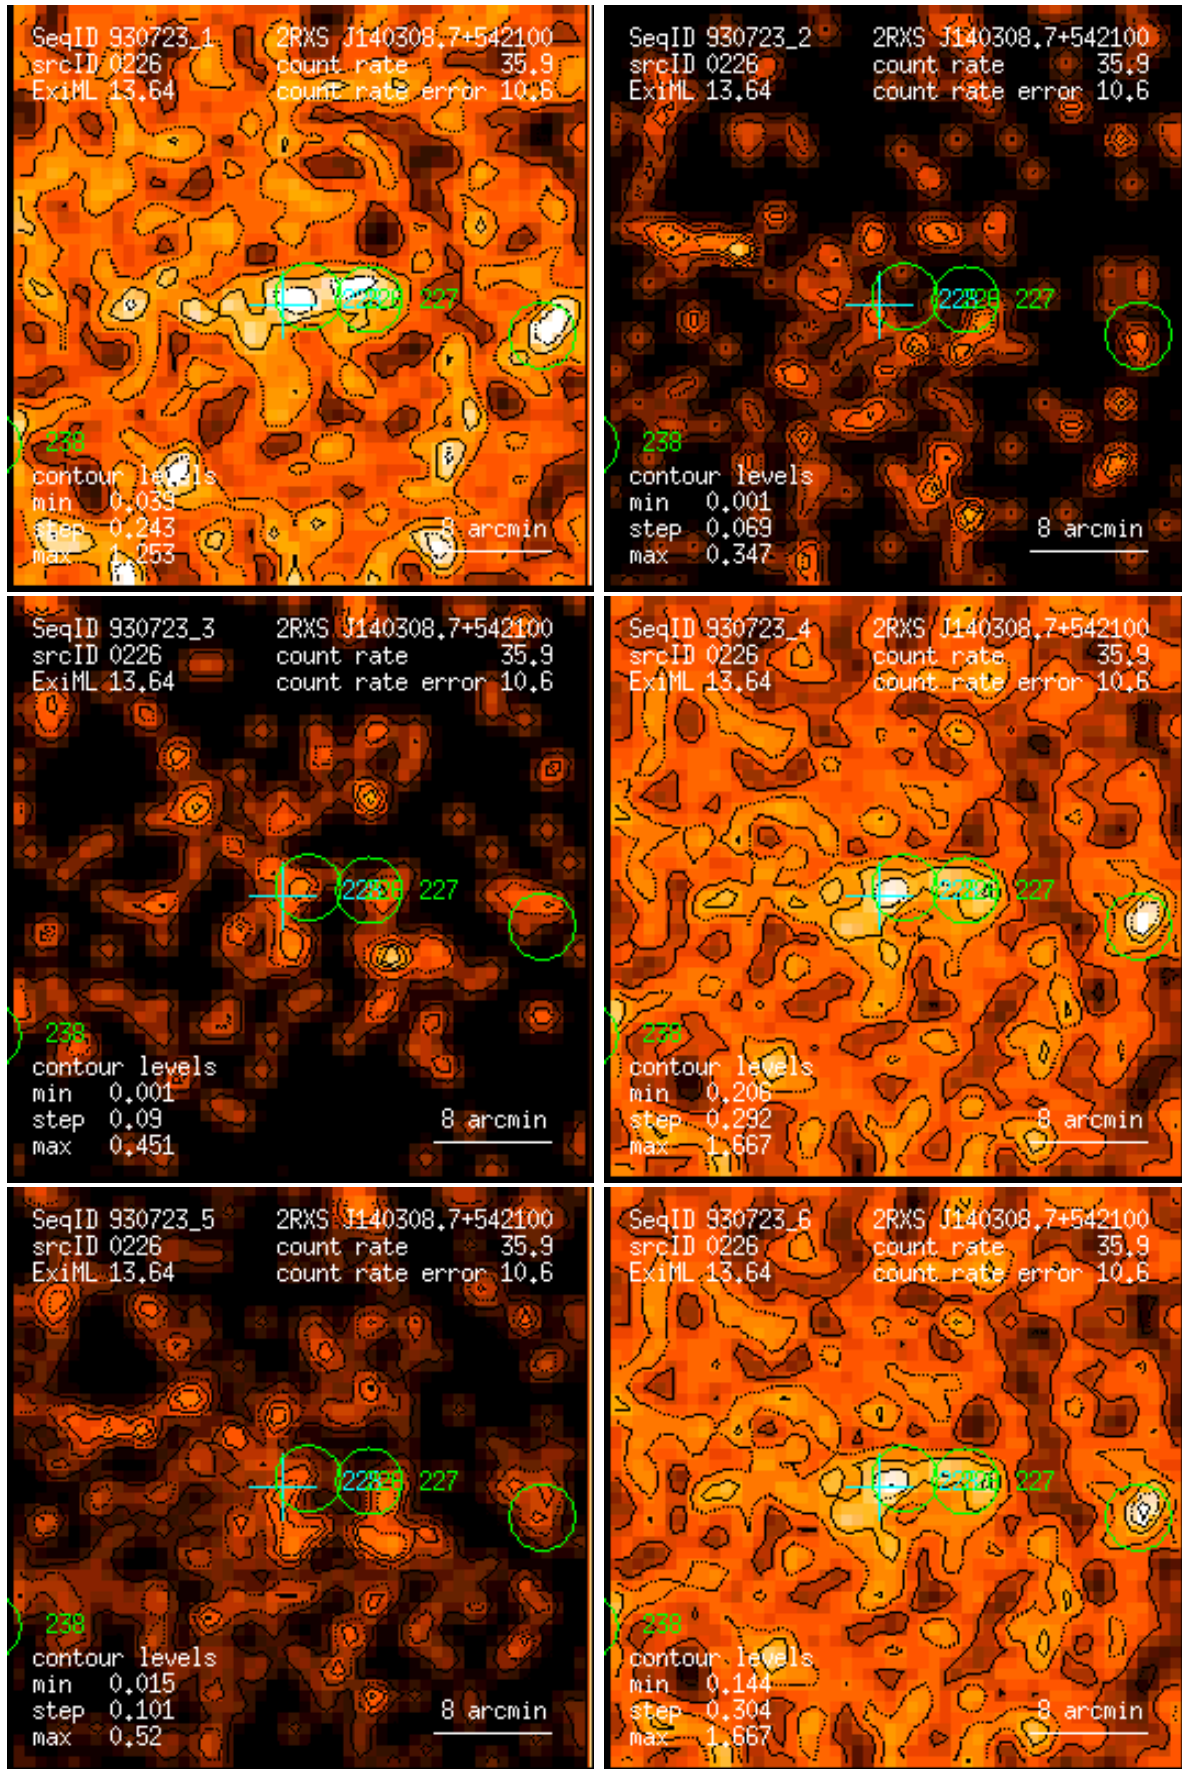 SeqID 930723_1 2RXS J140308.7+542100
srcID 0226 count rate 35.9
ExiML 13.64 count rate error 10.6
227
238
contour levels
min 0.039
step 0.243 8 arcmin
max 1.253
SeqID 930723_2 2RXS J140308.7+542100
srcID 0226 count rate 35.9
ExiML 13.64 count rate error 10.6
227
238
contour levels
min 0.001
step 0.069 8 arcmin
max 0.347
SeqID 930723_3 2RXS J140308.7+542100
srcID 0226 count rate 35.9
ExiML 13.64 count rate error 10.6
227
238
contour levels
min 0.001
step 0.09 8 arcmin
max 0.451
SeqID 930723_4 2RXS J140308.7+542100
srcID 0226 count rate 35.9
ExiML 13.64 count rate error 10.6
227
238
contour levels
min 0.206
step 0.292 8 arcmin
max 1.667
SeqID 930723_5 2RXS J140308.7+542100
srcID 0226 count rate 35.9
ExiML 13.64 count rate error 10.6
227
238
contour levels
min 0.015
step 0.101 8 arcmin
max 0.52
SeqID 930723_6 2RXS J140308.7+542100
srcID 0226 count rate 35.9
ExiML 13.64 count rate error 10.6
227
238
contour levels
min 0.144
step 0.304 8 arcmin
max 1.667